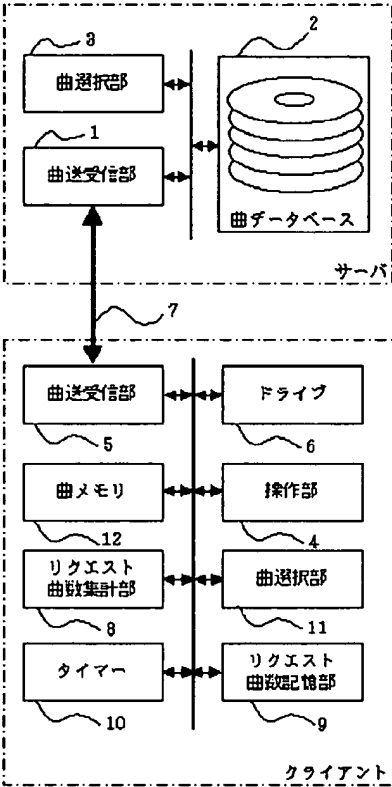 3
曲選択部
2
1
曲送受信部
曲データベース
サーバ
7
曲送受信部
5
ドライブ
6
曲メモリ
12
操作部
4
リクエスト
曲数集計部
8
曲選択部
11
タイマー
10
リクエスト
曲数記憶部
9
クライアント